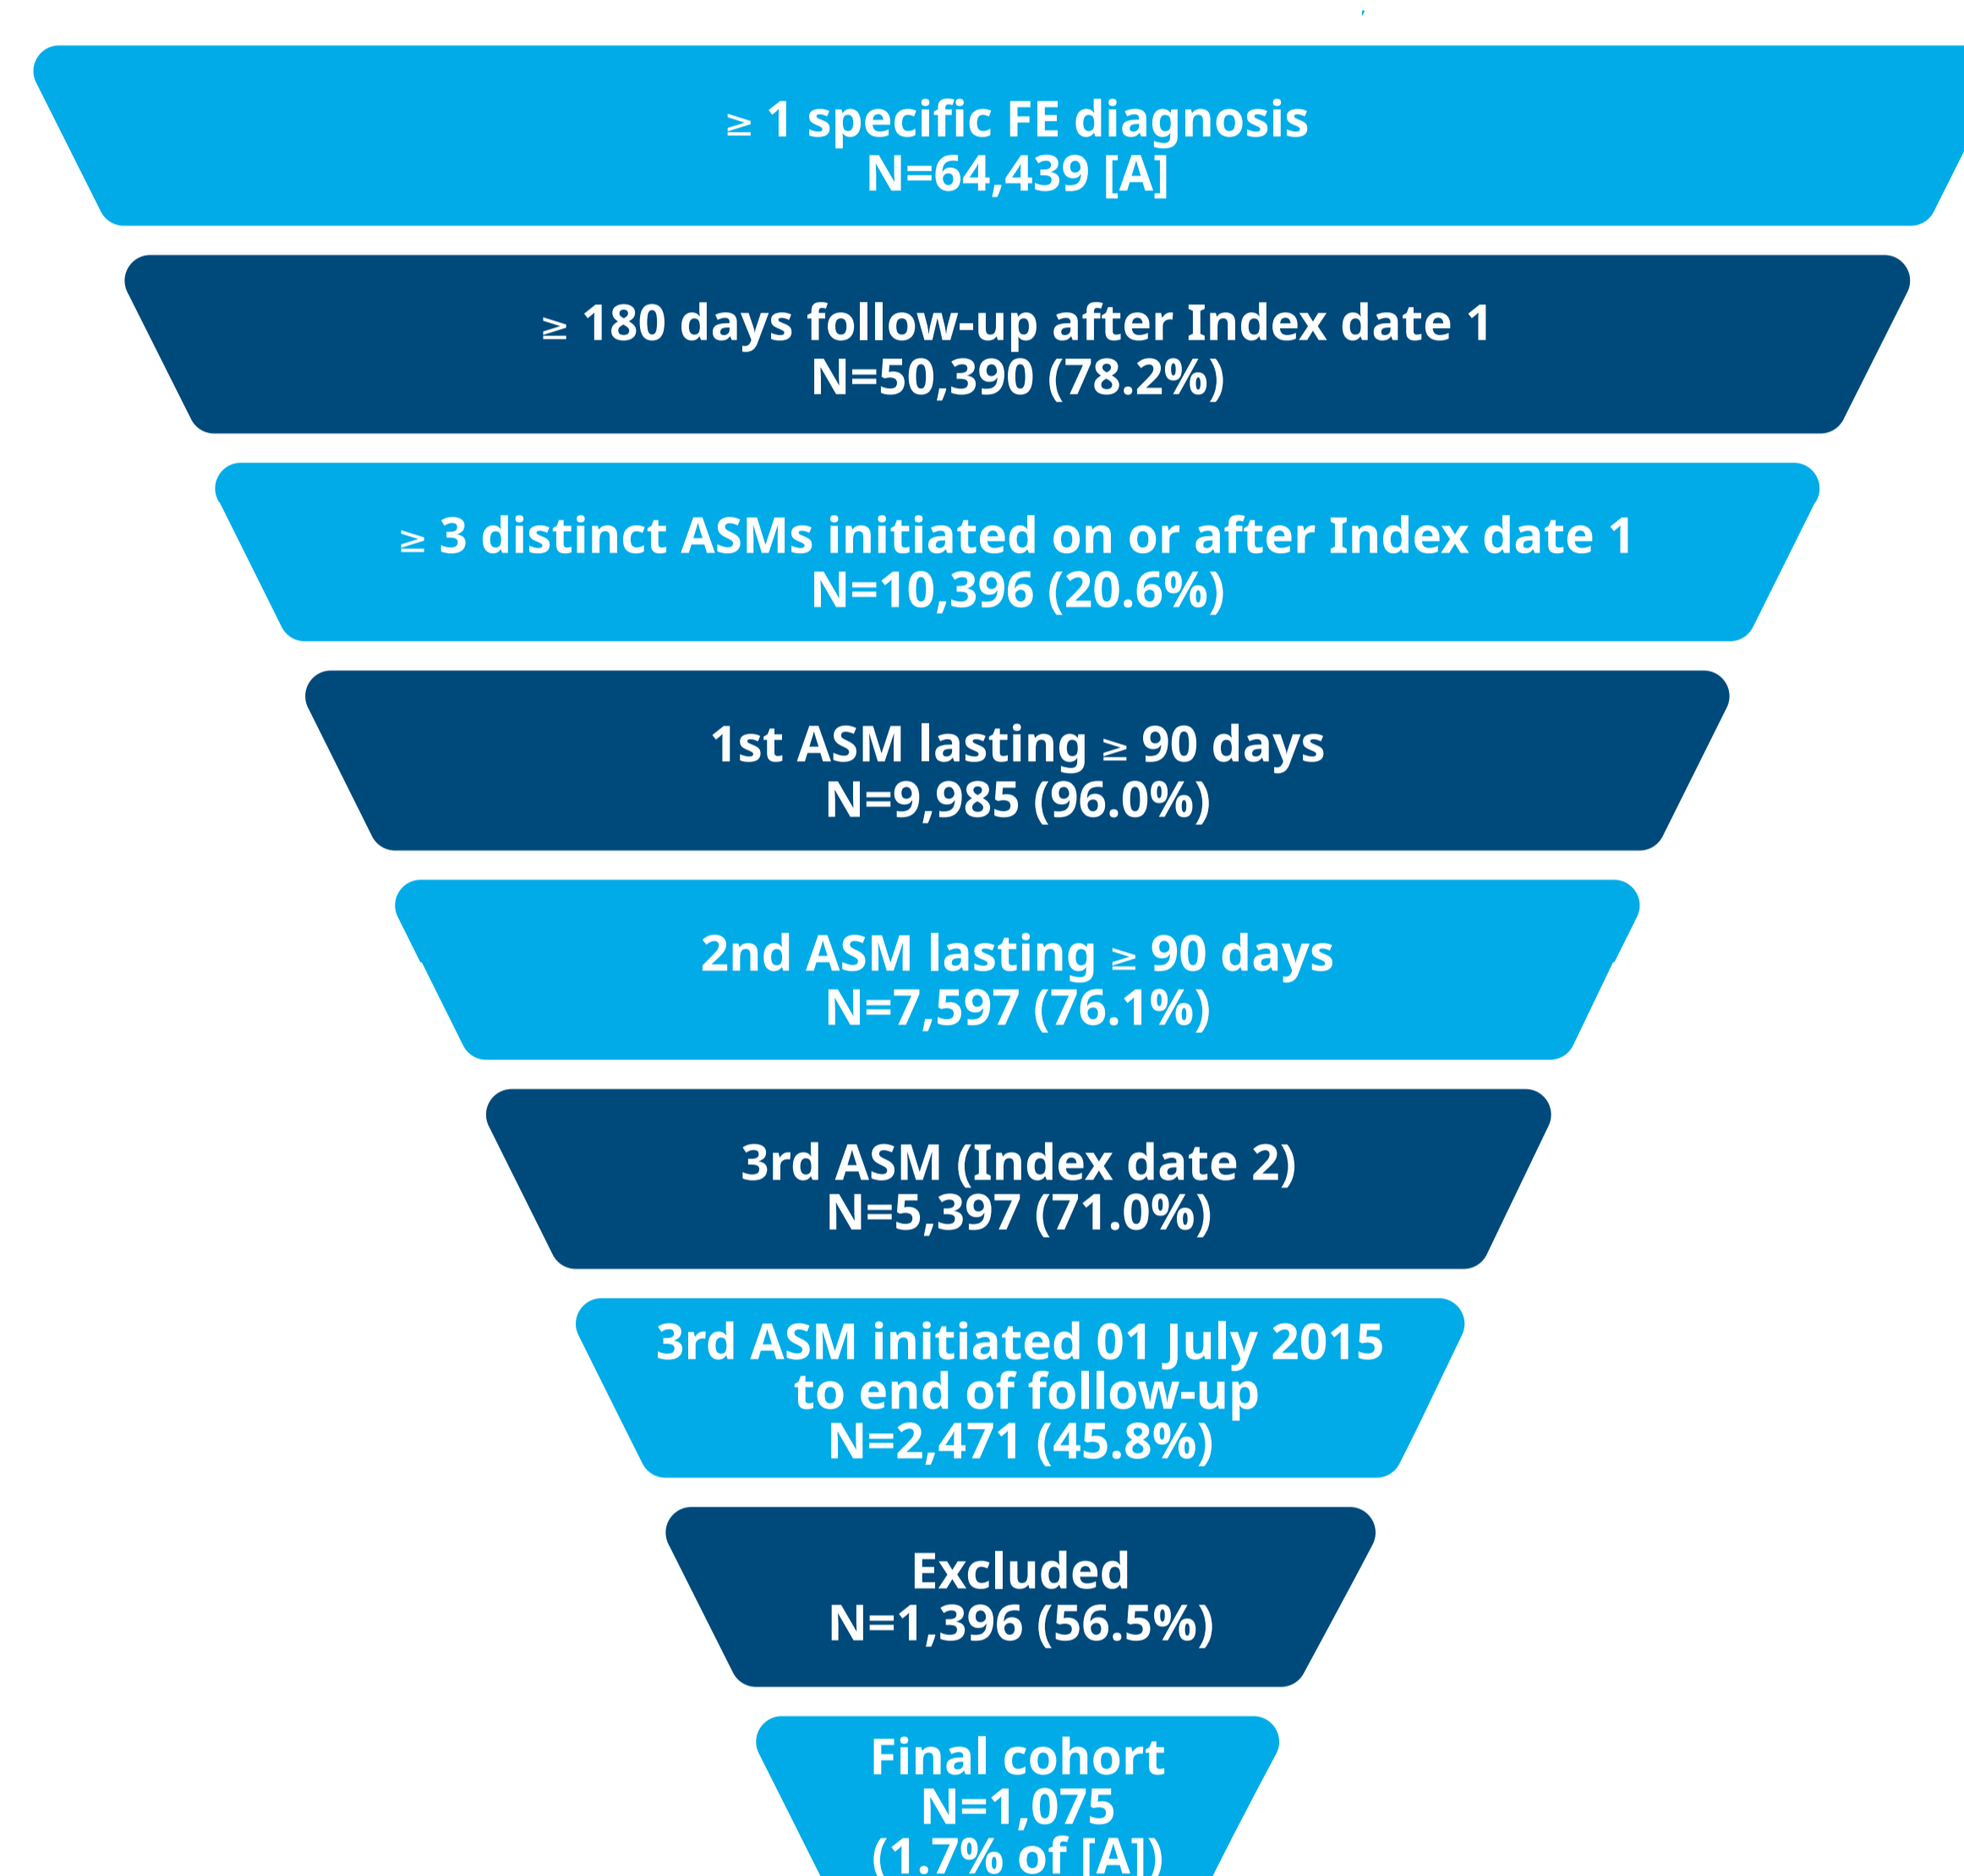 ≥ 1 specific FE diagnosis
N=64,439 [A]
≥ 180 days follow-up after Index date 1
N=50,390 (78.2%)
≥ 3 distinct ASMs initiated on or after Index date 1
N=10,396 (20.6%)
1st ASM lasting ≥ 90 days
N=9,985 (96.0%)
2nd ASM lasting ≥ 90 days
N=7,597 (76.1%)
3rd ASM (Index date 2)
N=5,397 (71.0%)
3rd ASM initiated 01 July 2015
to end of follow-up
N=2,471 (45.8%)
Excluded
N=1,396 (56.5%)
Final cohort
N=1,075
(1.7% of [A])